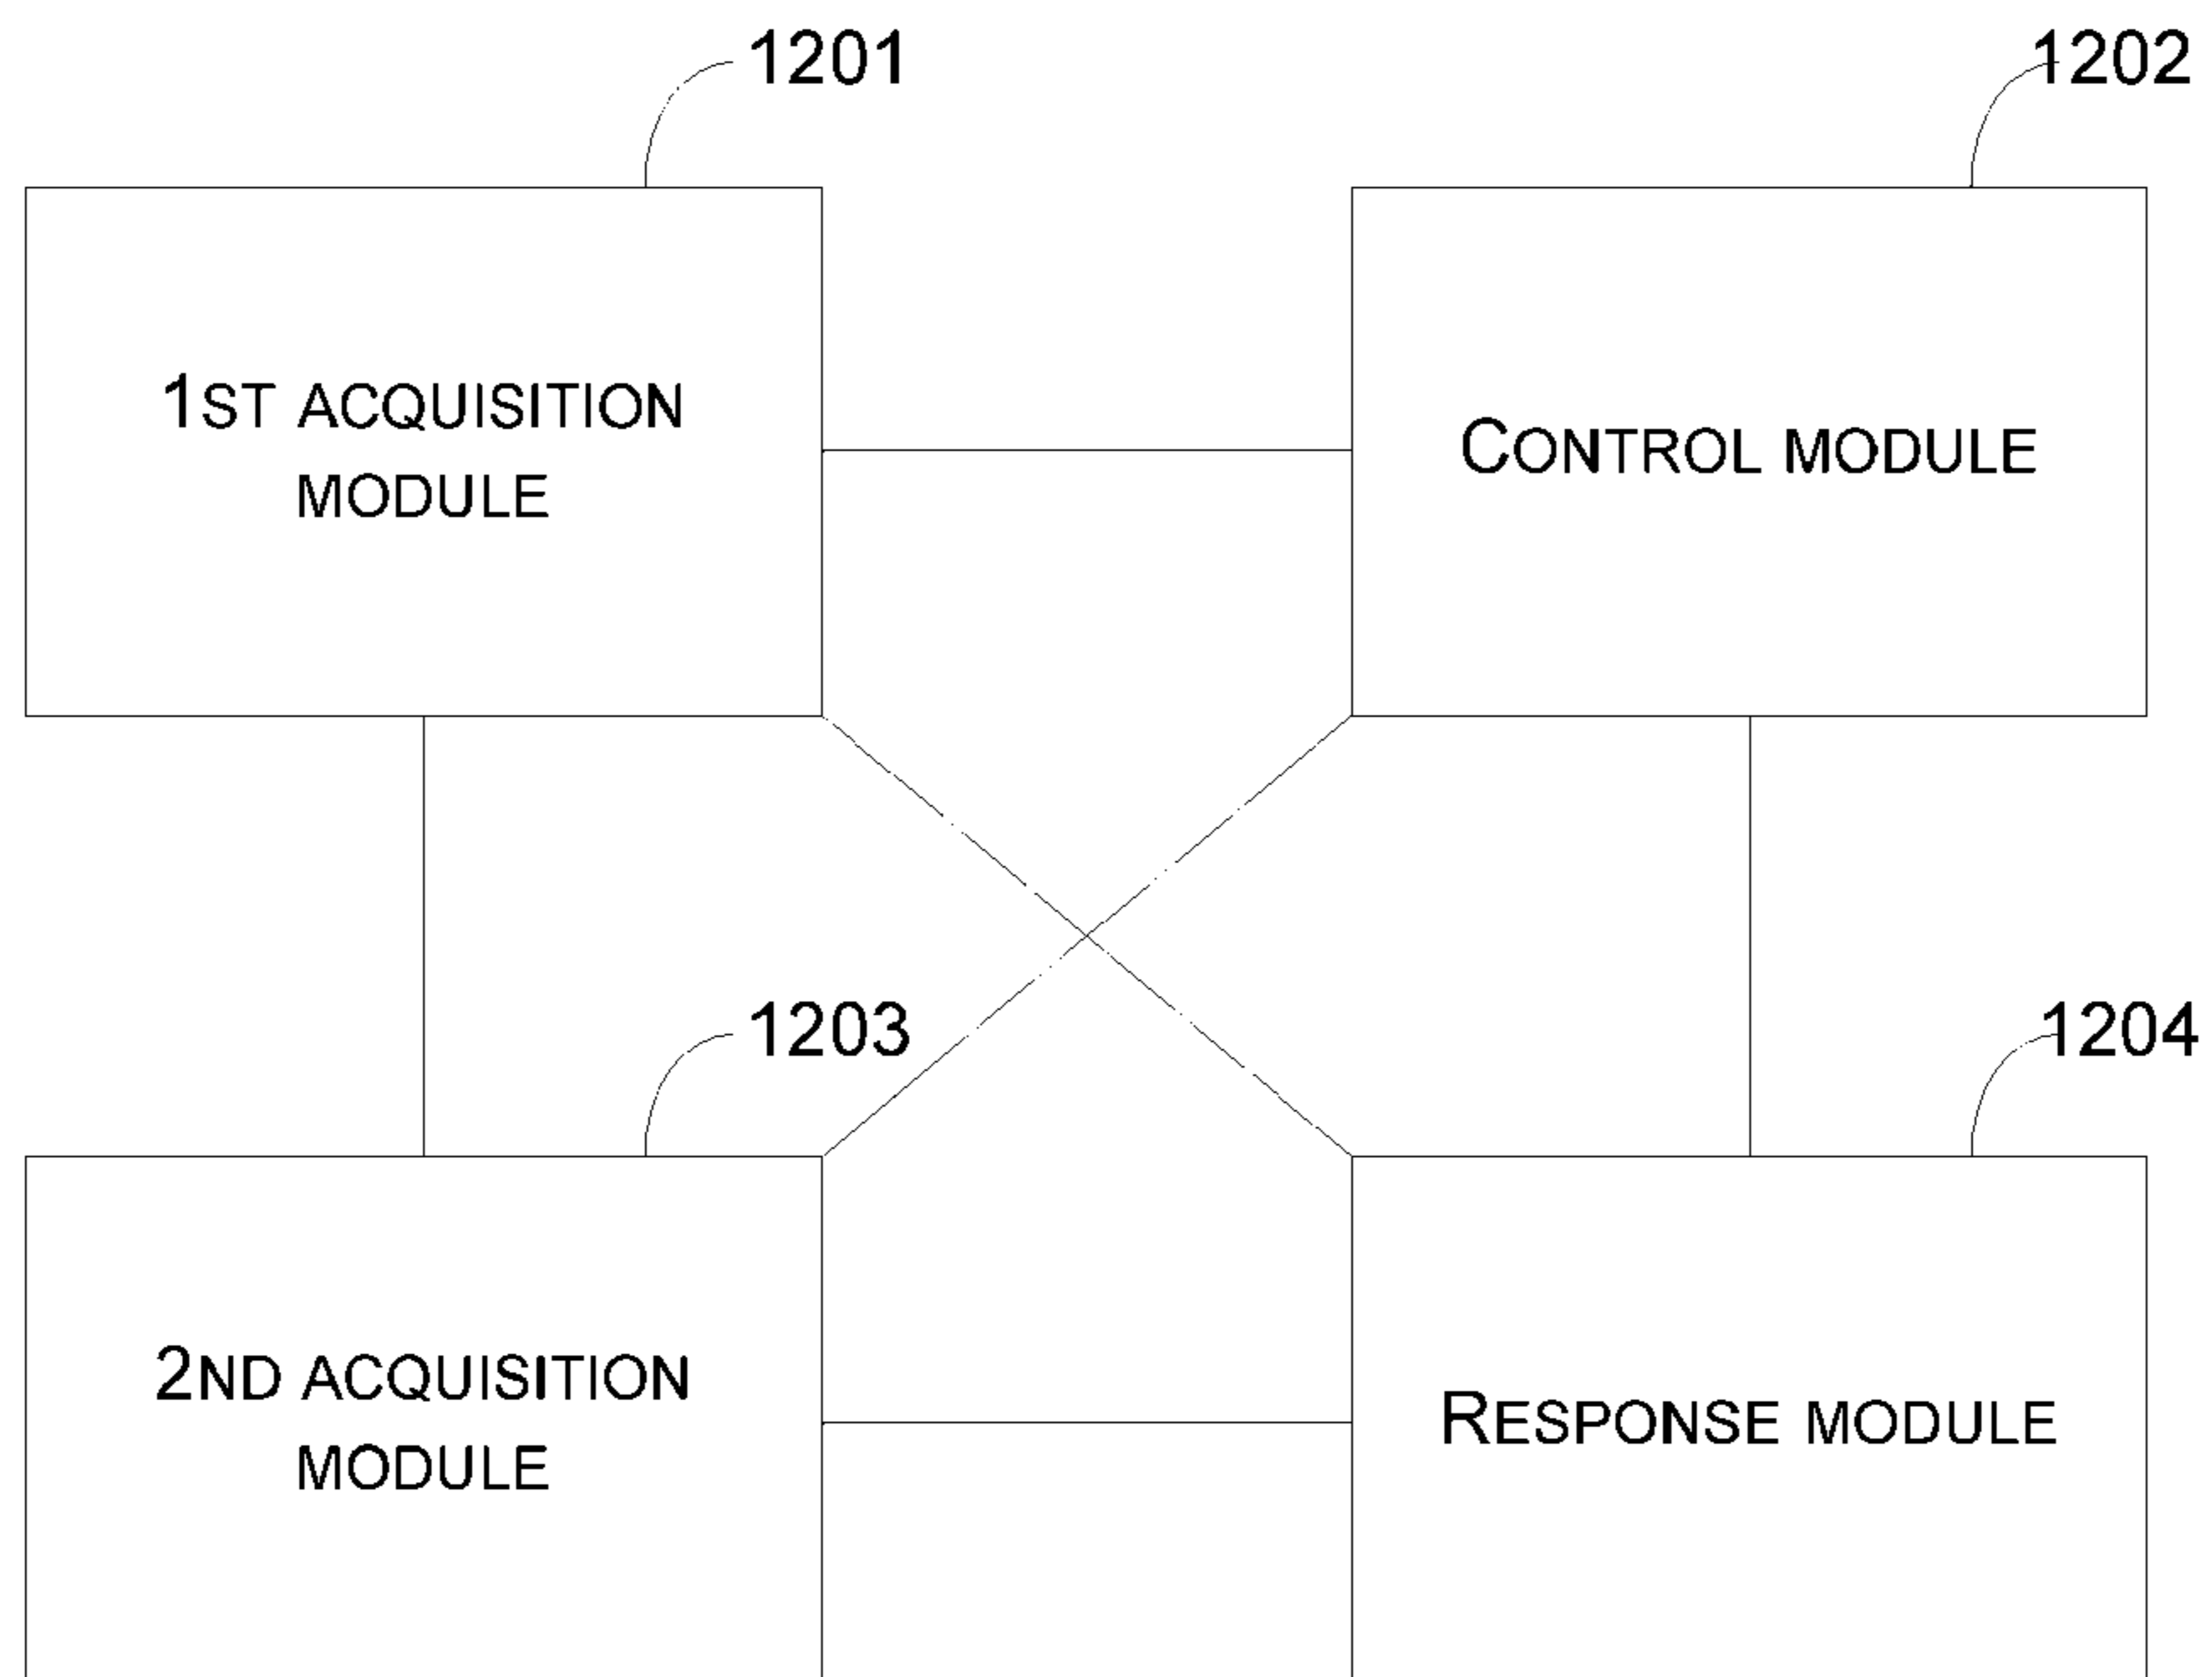 1201
1202
1ST ACQUISITION
MODULE
CONTROL MODULE
1203
1204
2ND ACQUISITION
MODULE
RESPONSE MODULE